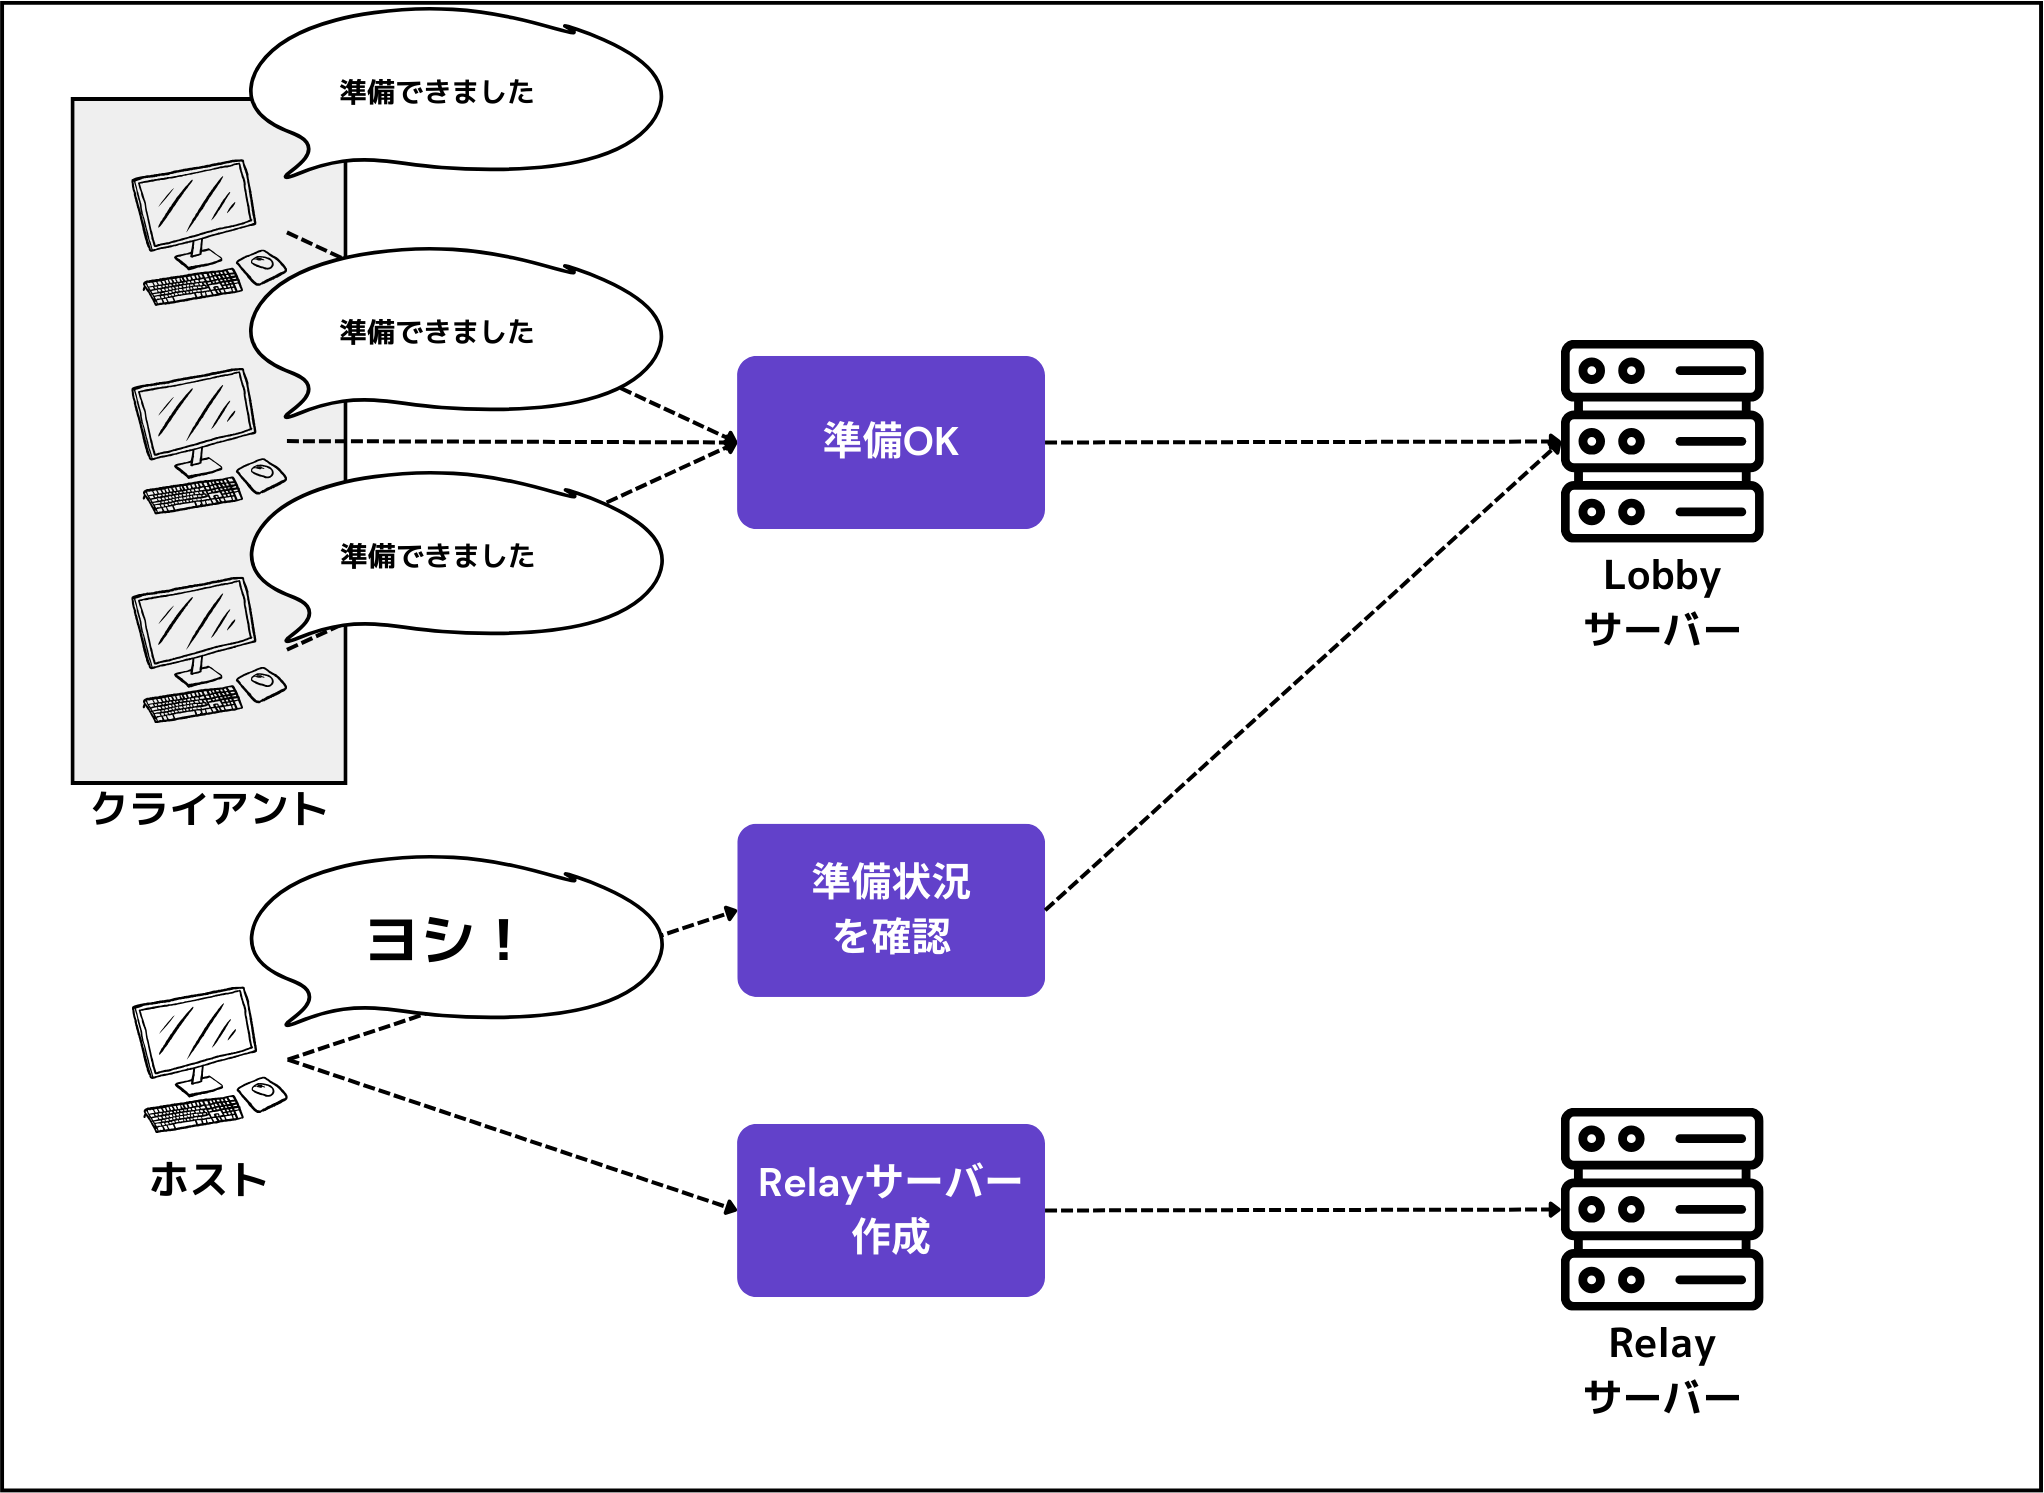 準備できました
準備できました
準備OK
準備できました
Lobby
サーバー
クライアント
準備状況
を確認
ヨシ！
ホスト
Relayサーバー
作成
Relay
サーバー